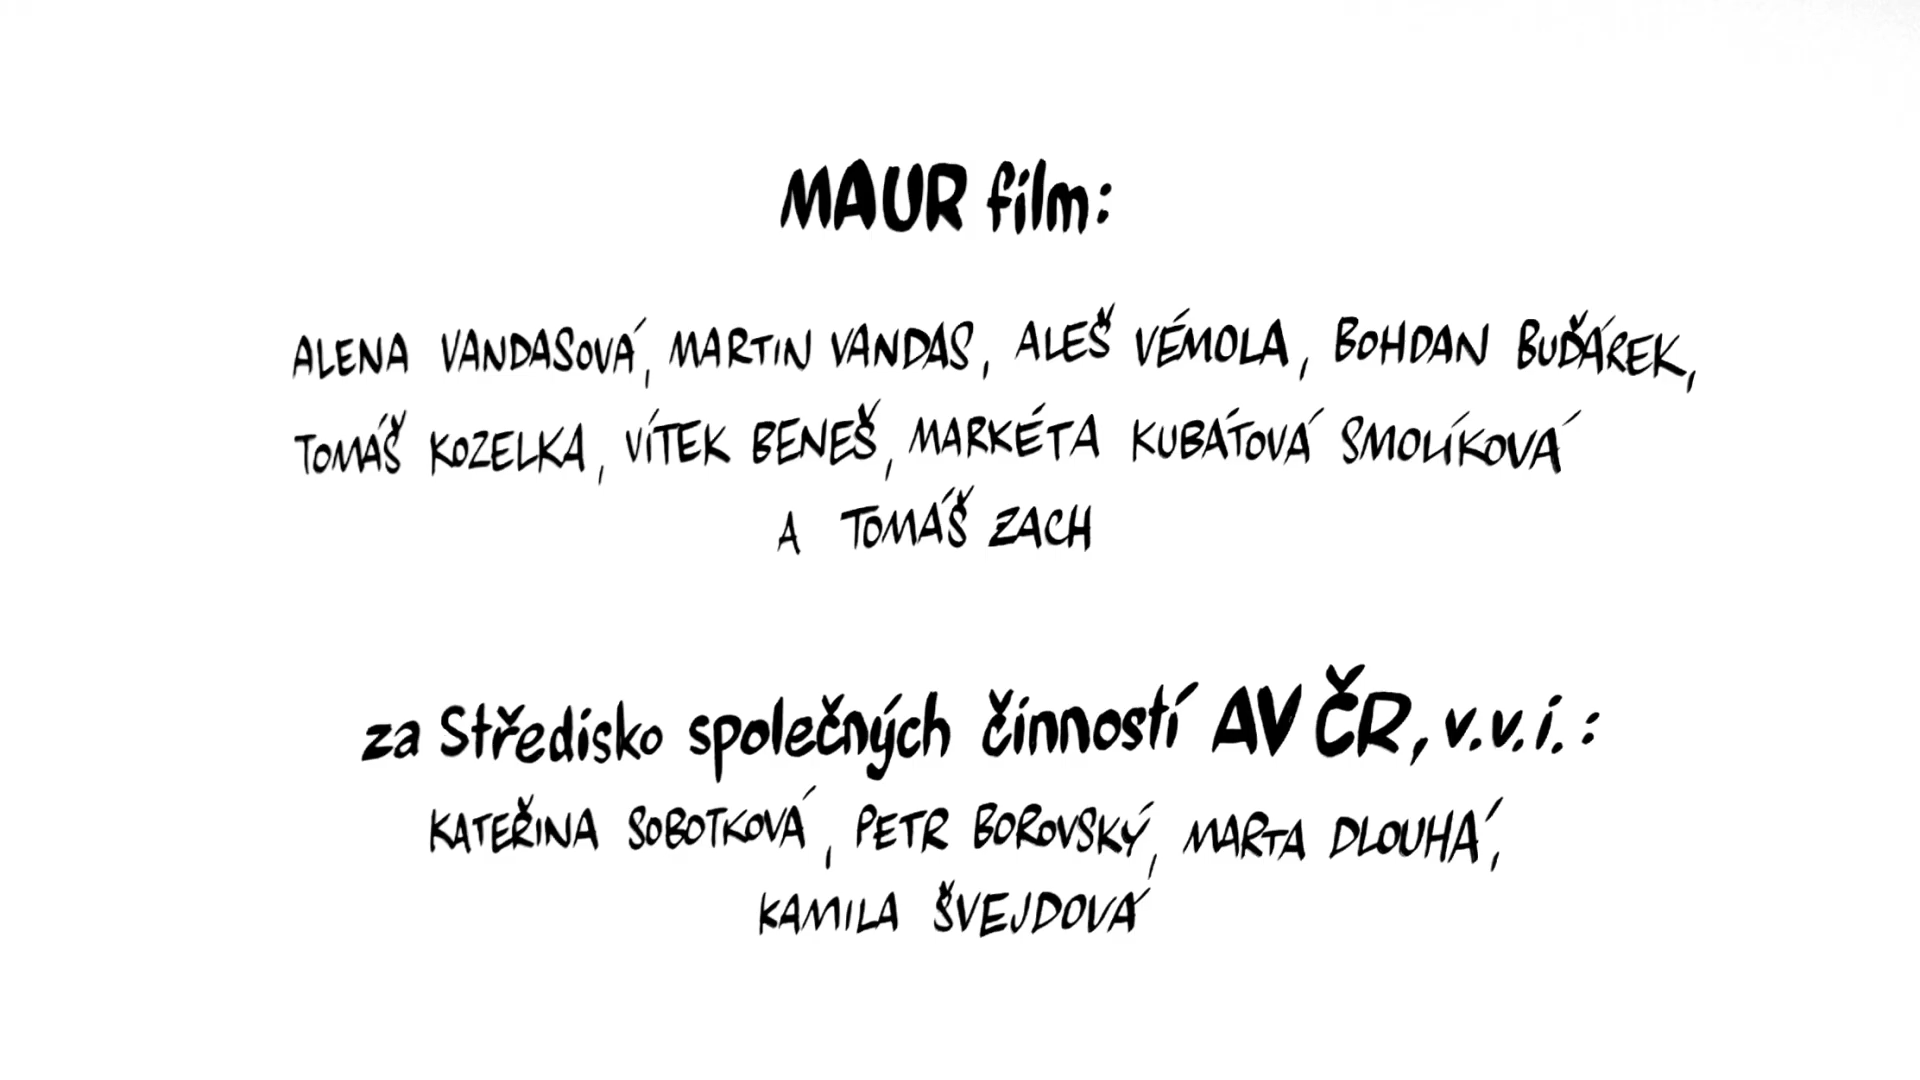 MAUR film:
ALENA VANDASOVÁ, MARTIN VANDAS, ALEŠ VÉMOLA, BOHDAN BUĎÁREK,
TOMÁŠ KOZELKA, VÍTEK BENEŠ, MARKÉTA KUBÁTOVÁ SMOLÍKOVÁ
A TOMÁŠ ZACH
za Středisko společných činností AV ČR, v.v.i.:
KATEŘINA SOBOTKOVÁ, PETR BOROVSKÝ, MARTA DLOUHÁ,
KAMILA ŠVEJDOVÁ